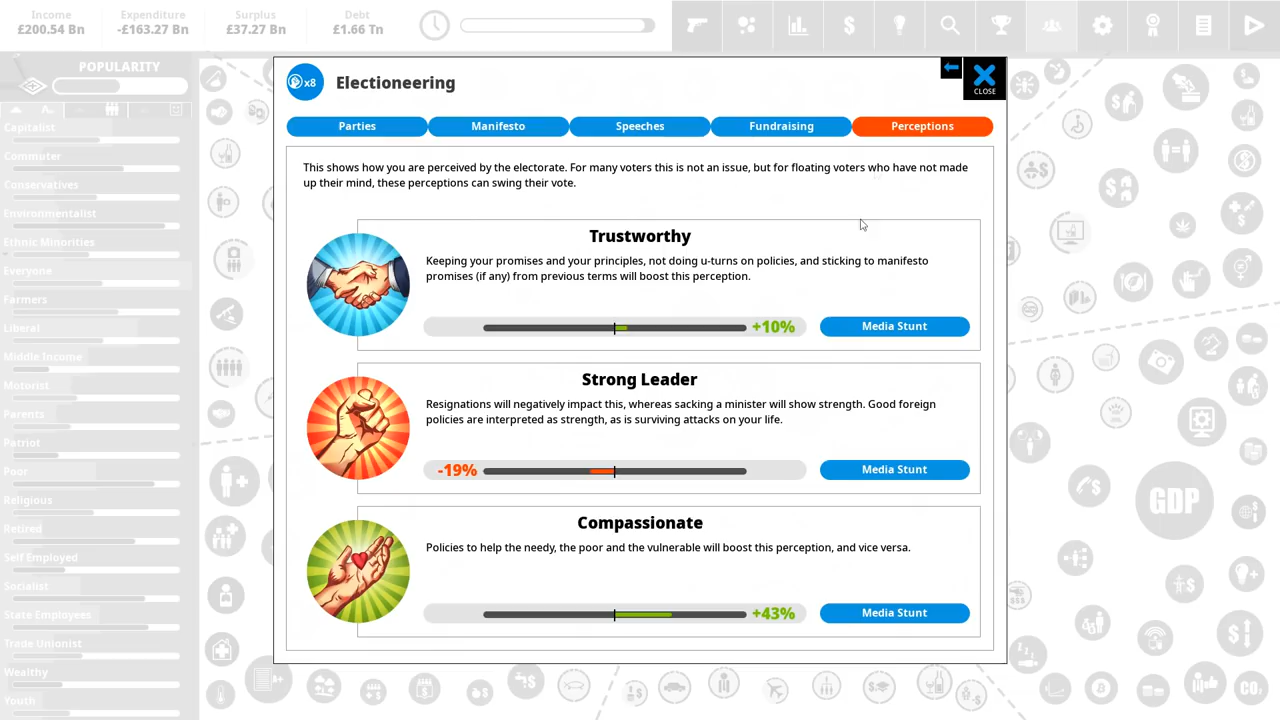 Income
£200.54 Bn
Expenditure
-£163.27 Bn
Surplus
£37.27 Bn
Debt
£1.66 Tn
POPULARITY
Capitalist
Commuter
Conservatives
Environmentalist
Ethnic Minorities
Everyone
Farmers
Liberal
Middle Income
Motorist
Parents
Patriot
Poor
Religious
Retired
Self Employed
Socialist
State Employees
Trade Unionist
Wealthy
Youth
x8
Electioneering
CLOSE
Parties
Manifesto
Speeches
Fundraising
Perceptions
This shows how you are perceived by the electorate. For many voters this is not an issue, but for floating voters who have not made
up their mind, these perceptions can swing their vote.
Trustworthy
Keeping your promises and your principles, not doing u-turns on policies, and sticking to manifesto
promises (if any) from previous terms will boost this perception.
+10%
Media Stunt
Strong Leader
Resignations will negatively impact this, whereas sacking a minister will show strength. Good foreign
policies are interpreted as strength, as is surviving attacks on your life.
-19%
Media Stunt
Compassionate
Policies to help the needy, the poor and the vulnerable will boost this perception, and vice versa.
+43%
Media Stunt
GDP
CO₂